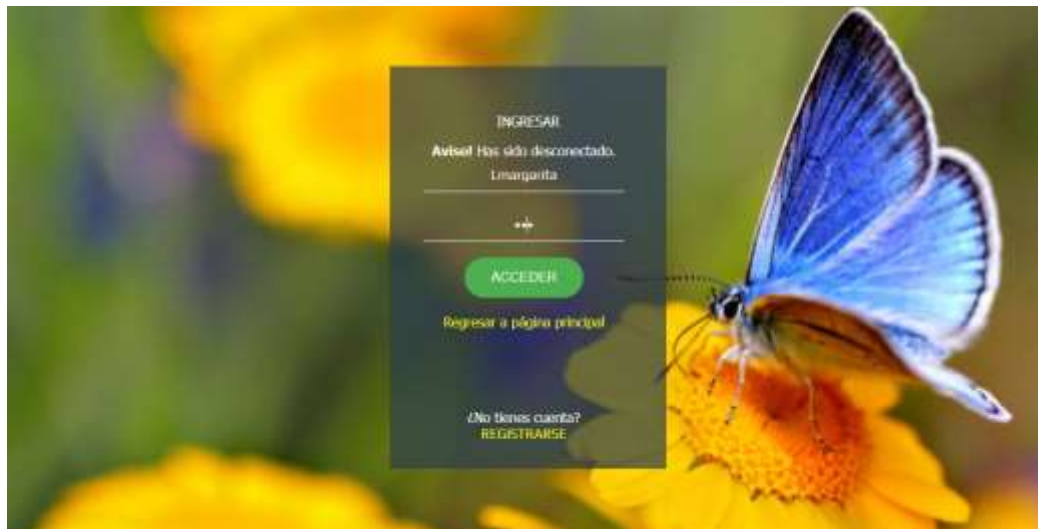 INGRESAR
Aviso! Has sido desconectado.
Lmargarita
ACCEDER
Regresar a página principal
¿No tienes cuenta?
REGISTRARSE